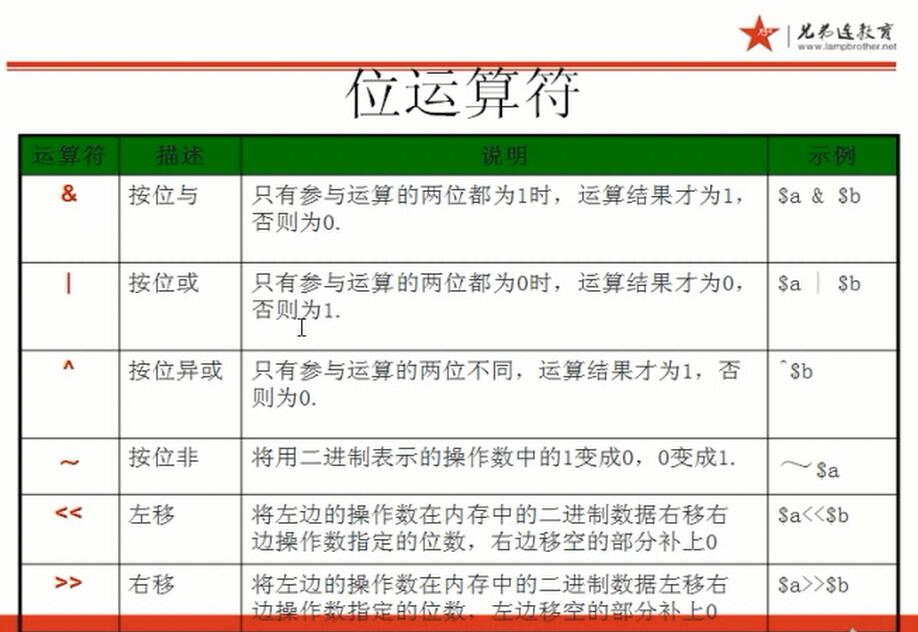 兄弟连教育
www.lampbrother.net
位运算符
运算符 描述 说明 示例
& 按位与 只有参与运算的两位都为1时，运算结果才为1， $a & $b
否则为0.
| 按位或 只有参与运算的两位都为0时，运算结果才为0， $a | $b
否则为1.
^ 按位异或 只有参与运算的两位不同，运算结果才为1，否 ^$b
则为0.
~ 按位非 将用二进制表示的操作数中的1变成0，0变成1. ~$a
<< 左移 将左边的操作数在内存中的二进制数据右移右 $a<<$b
边操作数指定的位数，右边移空的部分补上0
>> 右移 将左边的操作数在内存中的二进制数据左移右 $a>>$b
边操作数指定的位数，左边移空的部分补上0